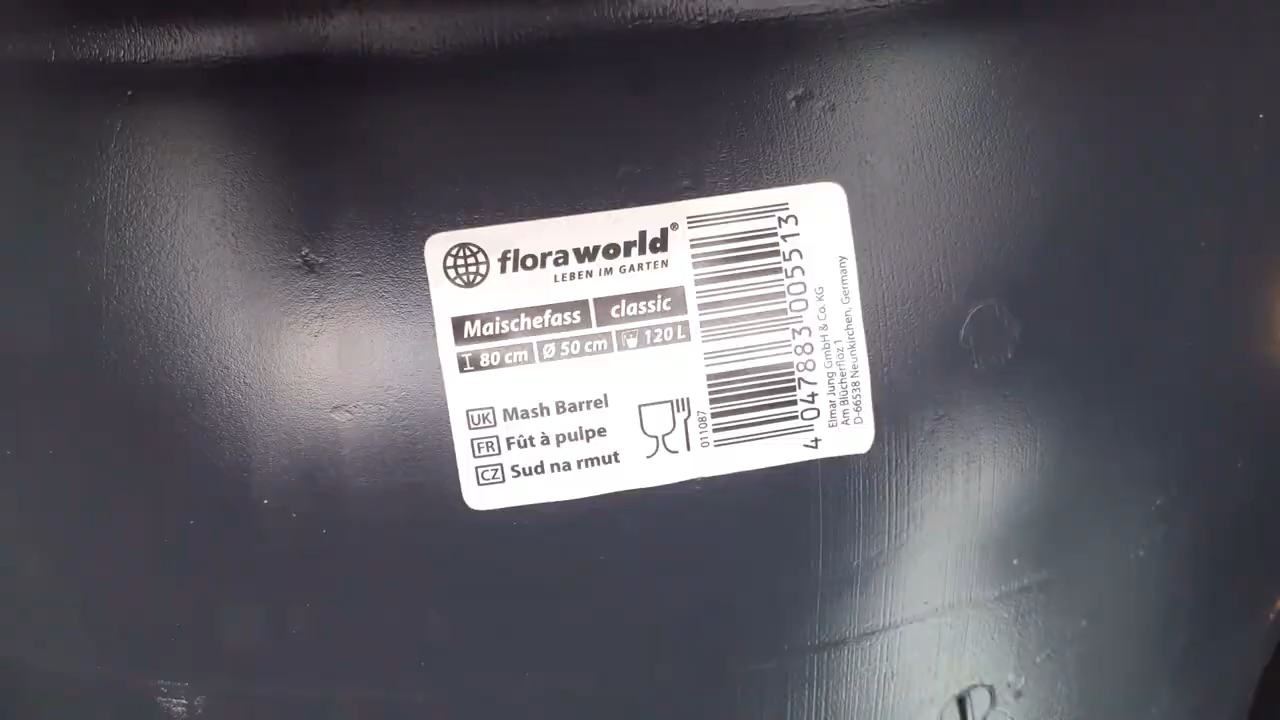 floraworld®
LEBEN IM GARTEN
Maischefass classic
80 cm Ø 50 cm 120 L
UK Mash Barrel
FR Fût à pulpe
CZ Sud na rmut
011087
4 047883 005513
Elmar Jung GmbH & Co. KG
Am Blücherflöz 1
D-66538 Neunkirchen, Germany